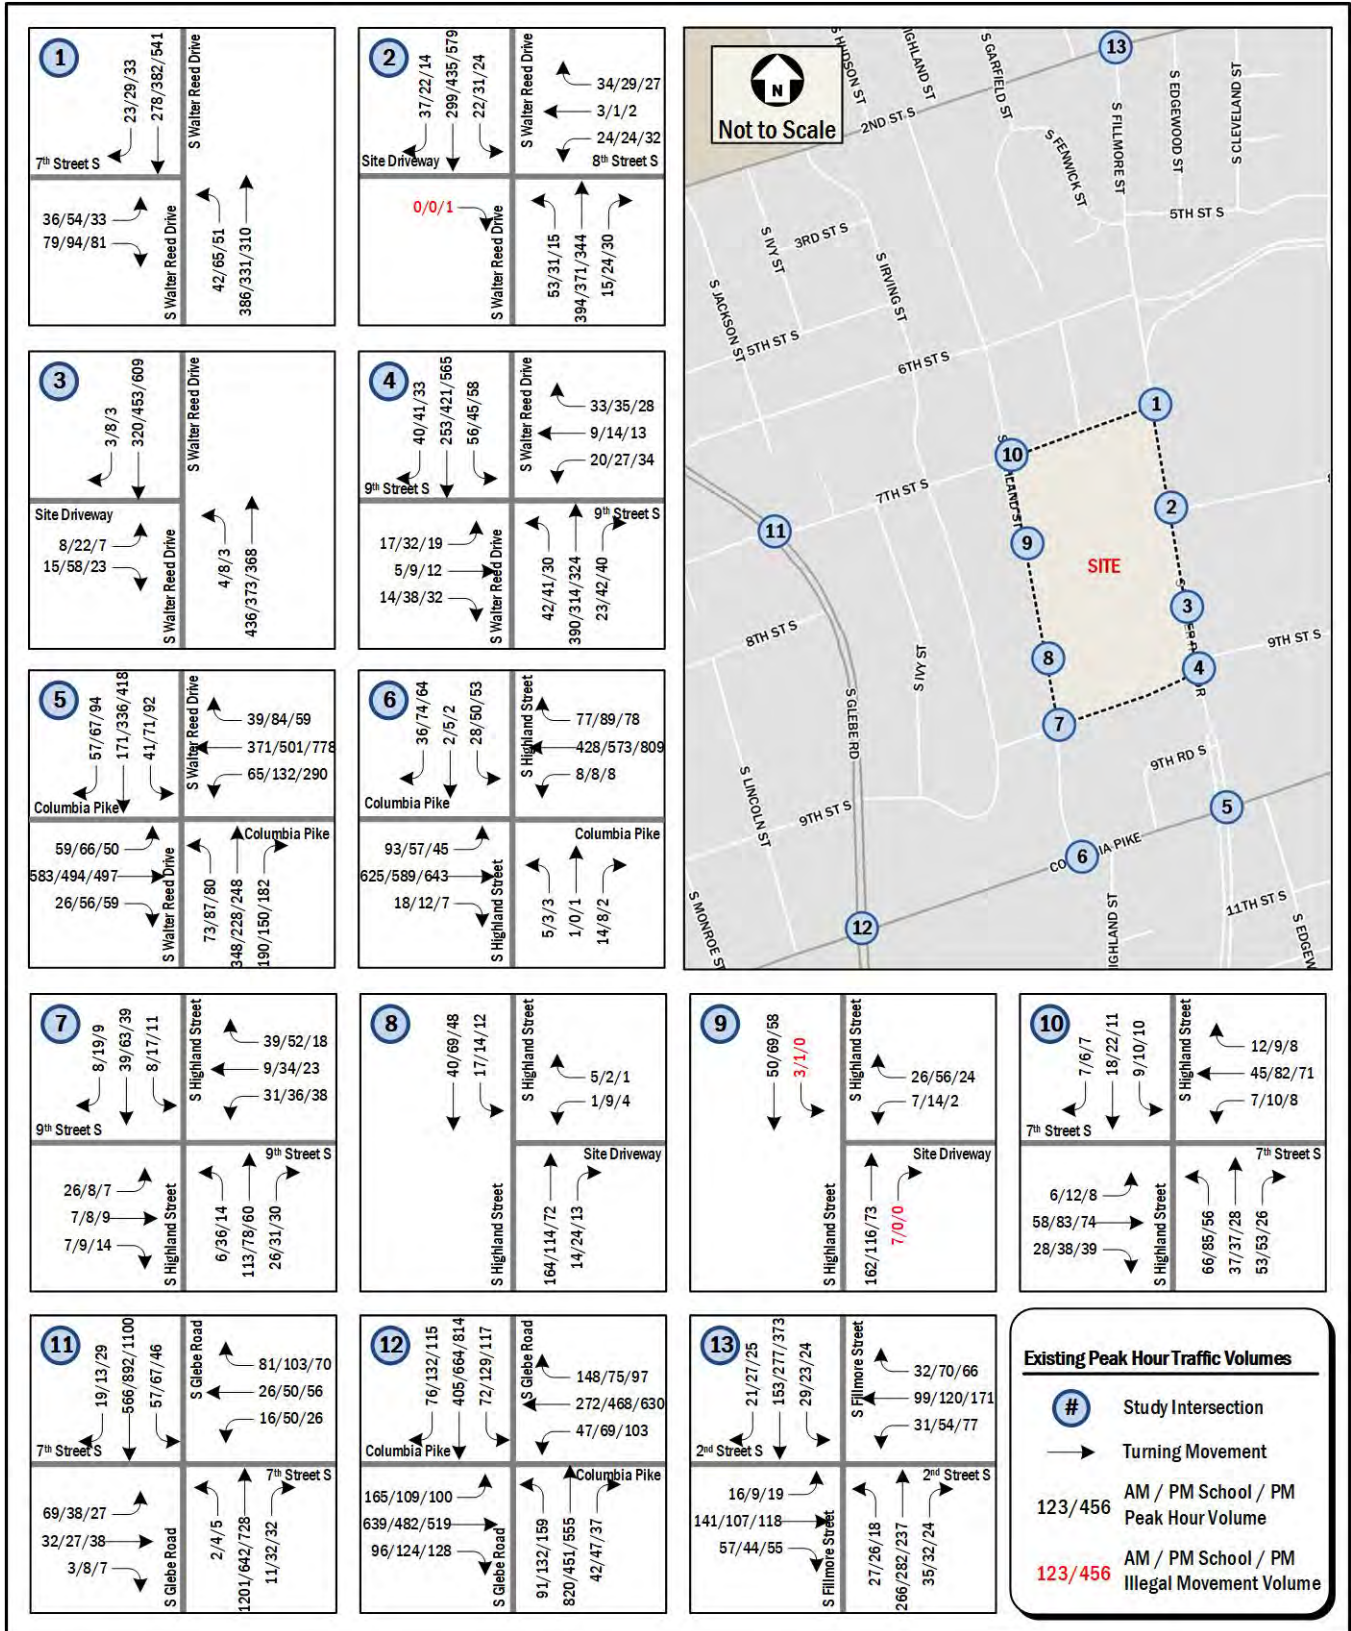 1
23/29/33
278/382/541
S Walter Reed Drive
7th Street S
36/54/33
79/94/81
S Walter Reed Drive
42/65/51
386/331/310
2
37/22/14
299/435/579
22/31/24
S Walter Reed Drive
34/29/27
3/1/2
24/24/32
Site Driveway
8th Street S
0/0/1
S Walter Reed Drive
53/31/15
394/371/344
15/24/30
N
Not to Scale
S HUDSON ST
IGHLAND ST
S GARFIELD ST
2ND ST S
13
S FILLMORE ST
S EDGEWOOD ST
S CLEVELAND ST
S FENWICK ST
5TH ST S
S IVY ST
3RD ST S
S IRVING ST
S JACKSON ST
5TH ST S
6TH ST S
1
10
7TH ST S
2
11
9
SITE
3
8TH ST S
8
4
9TH ST S
S IVY ST
7
S GLEBE RD
9TH RD S
S LINCOLN ST
9TH ST S
5
6
COLUMBIA PIKE
12
S MONROE ST
IGHLAND ST
11TH ST S
S EDGEW
3
3/8/3
320/453/609
S Walter Reed Drive
Site Driveway
8/22/7
15/58/23
S Walter Reed Drive
4/8/3
436/373/368
4
40/41/33
253/421/565
56/45/58
S Walter Reed Drive
33/35/28
9/14/13
20/27/34
9th Street S
9th Street S
17/32/19
5/9/12
14/38/32
S Walter Reed Drive
42/41/30
390/314/324
23/42/40
5
57/67/94
171/336/418
41/71/92
S Walter Reed Drive
39/84/59
371/501/778
65/132/290
Columbia Pike
Columbia Pike
59/66/50
583/494/497
26/56/59
S Walter Reed Drive
73/87/80
348/228/248
190/150/182
6
36/74/64
2/5/2
28/50/53
S Highland Street
77/89/78
428/573/809
8/8/8
Columbia Pike
Columbia Pike
93/57/45
625/589/643
18/12/7
S Highland Street
5/3/3
1/0/1
14/8/2
7
8/19/9
39/63/39
8/17/11
S Highland Street
39/52/18
9/34/23
31/36/38
9th Street S
9th Street S
26/8/7
7/8/9
7/9/14
S Highland Street
6/36/14
113/78/60
26/31/30
8
40/69/48
17/14/12
S Highland Street
5/2/1
1/9/4
Site Driveway
S Highland Street
164/114/72
14/24/13
9
50/69/58
3/1/0
S Highland Street
26/56/24
7/14/2
Site Driveway
S Highland Street
162/116/73
7/0/0
10
7/6/7
18/22/11
9/10/10
S Highland Street
12/9/8
45/82/71
7/10/8
7th Street S
7th Street S
6/12/8
58/83/74
28/38/39
S Highland Street
66/85/56
37/37/28
53/53/26
11
19/13/29
566/892/1100
57/67/46
S Glebe Road
81/103/70
26/50/56
16/50/26
7th Street S
7th Street S
69/38/27
32/27/38
3/8/7
S Glebe Road
2/4/5
1201/642/728
11/32/32
12
76/132/115
405/664/814
72/129/117
S Glebe Road
148/75/97
272/468/630
47/69/103
Columbia Pike
Columbia Pike
165/109/100
639/482/519
96/124/128
S Glebe Road
91/132/159
820/451/555
42/47/37
13
21/27/25
153/277/373
29/23/24
S Fillmore Street
32/70/66
99/120/171
31/54/77
2nd Street S
2nd Street S
16/9/19
141/107/118
57/44/55
S Fillmore Street
27/26/18
266/282/237
35/32/24
Existing Peak Hour Traffic Volumes
# Study Intersection
Turning Movement
123/456 AM / PM School / PM
Peak Hour Volume
123/456 AM / PM School / PM
Illegal Movement Volume